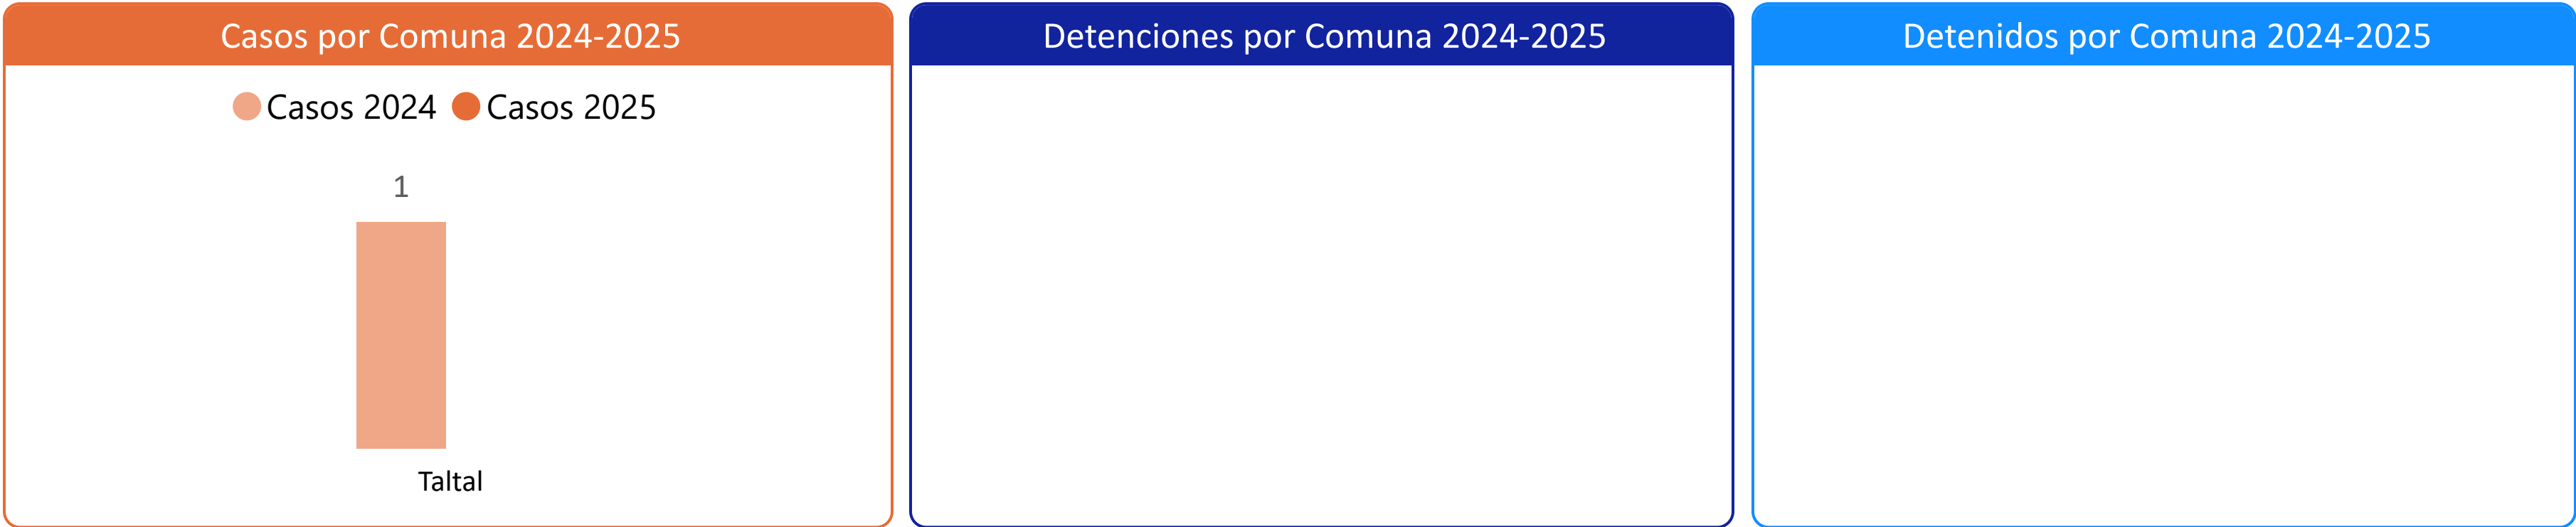 Casos por Comuna 2024-2025
Casos 2024 Casos 2025
1
Taltal
Detenciones por Comuna 2024-2025
Detenidos por Comuna 2024-2025